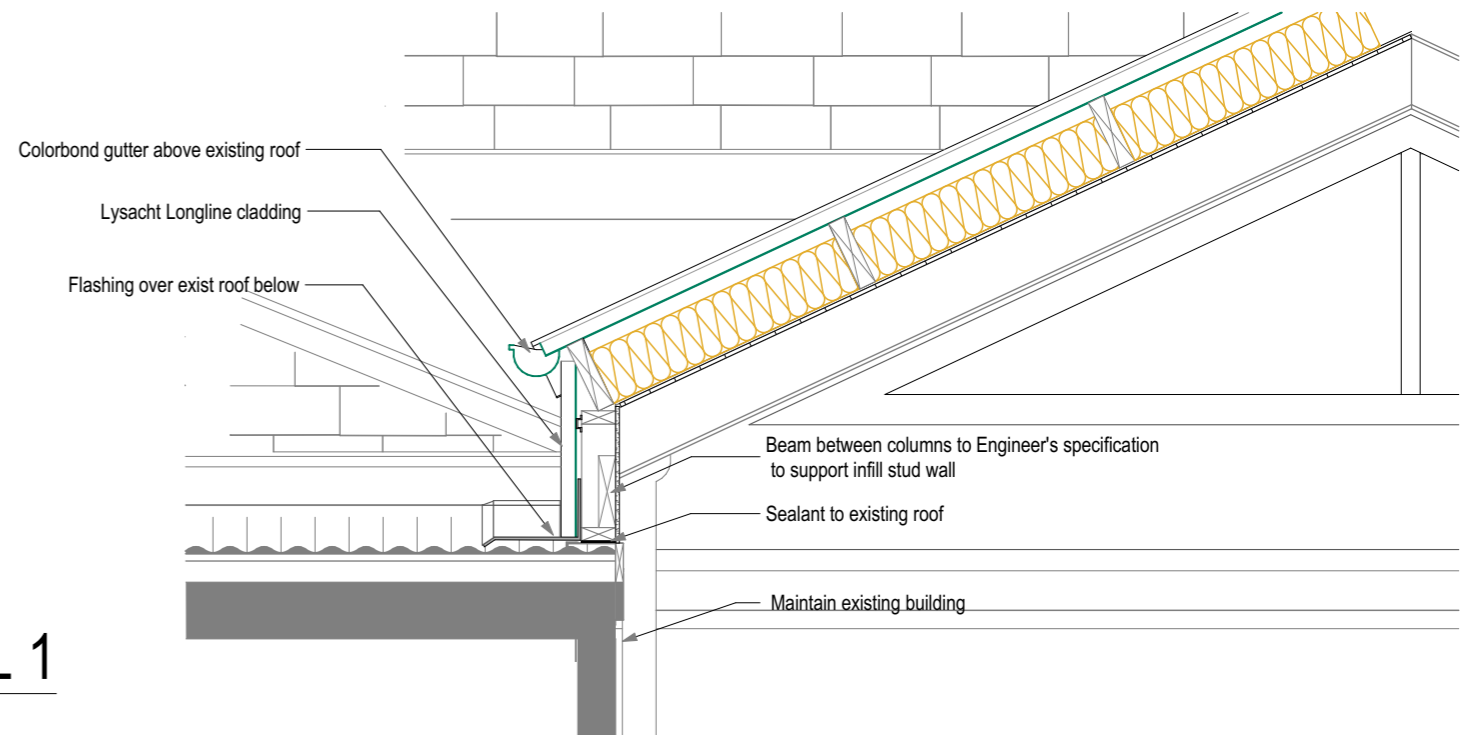 Colorbond gutter above existing roof
Lysacht Longline cladding
Flashing over exist roof below
Beam between columns to Engineer's specification
to support infill stud wall
Sealant to existing roof
Maintain existing building
1